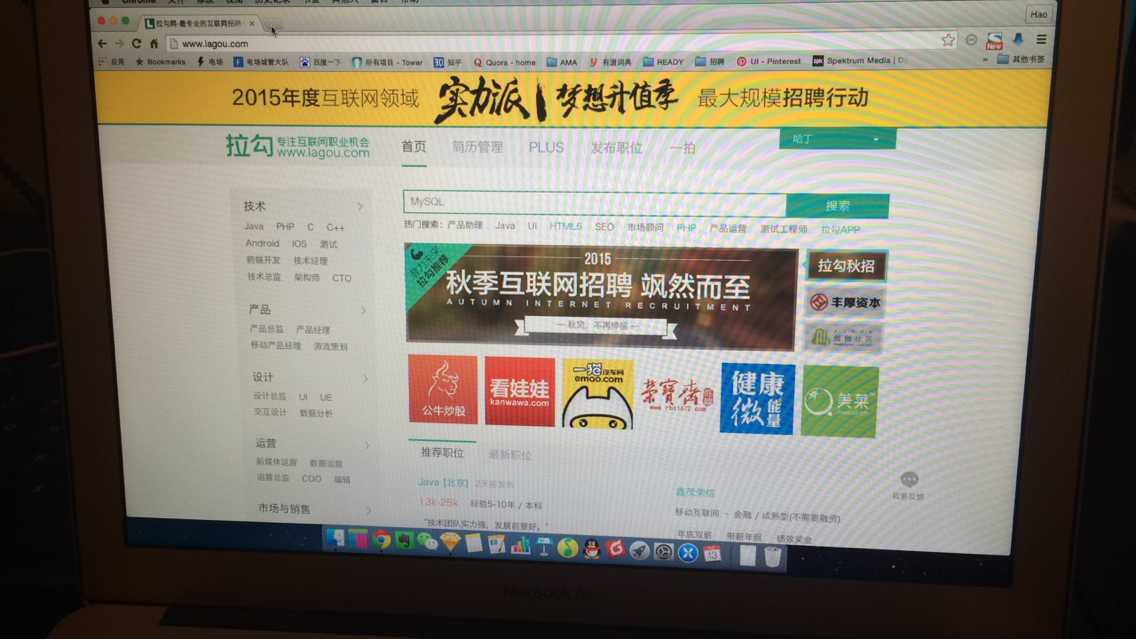 Chrome 文件 历史记录
拉勾网-最专业的互联网招聘
Hao
www.lagou.com
应用 Bookmarks 电场 电场城管大队 百度一下 所有项目 - Tower 知乎 Quora - home AMA 有道词典 READY 招聘 UI - Pinterest Spektrum Media | D » 其他书签
New
2015年度互联网领域 实力派 梦想升值季 最大规模招聘行动
拉勾 专注互联网职业机会
www.lagou.com
首页 简历管理 PLUS 发布职位 一拍
哈丁
MySQL 搜索
热门搜索: 产品助理 Java UI HTML5 SEO 市场顾问 PHP 产品运营 测试工程师 拉勾APP
技术
Java PHP C C++
Android IOS 测试
前端开发 技术经理
技术总监 架构师 CTO
产品
产品总监 产品经理
移动产品经理 游戏策划
设计
设计总监 UI UE
交互设计 数据分析
运营
新媒体运营 数据运营
运营总监 COO 编辑
市场与销售
拉勾推荐
2015
秋季互联网招聘 飒然而至
AUTUMN INTERNET RECRUITMENT
拉勾秋招
丰厚资本
公牛炒股
看娃娃
kanwawa.com
一猫汽车网
emao.com
荣宝斋
www.rbz1672.com
健康微能量
美莱
推荐职位 最新职位
Java [北京] 2天前发布
13k-25k 经验5-10年 / 本科
"技术团队实力强,发展前景好。"
鑫茂荣信
移动互联网 · 金融 / 成熟型(不需要融资)
年底双薪 带薪年假 绩效奖金
我要反馈
13
MacBook Air